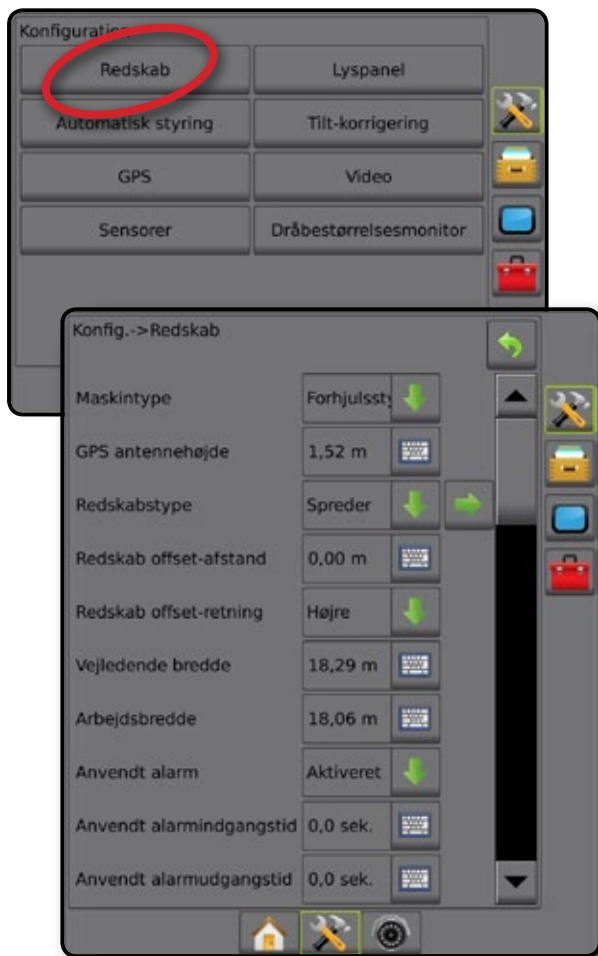 Konfiguration
Redskab
Lyspanel
Automatisk styring
Tilt-korrigering
GPS
Video
Sensorer
Dråbestørrelsesmonitor
Konfig.->Redskab
Maskintype
Forhjulssty
GPS antennehøjde
1,52 m
Redskabstype
Spreder
Redskab offset-afstand
0,00 m
Redskab offset-retning
Højre
Vejledende bredde
18,29 m
Arbejdsbredde
18,06 m
Anvendt alarm
Aktiveret
Anvendt alarmindgangstid
0,0 sek.
Anvendt alarmudgangstid
0,0 sek.